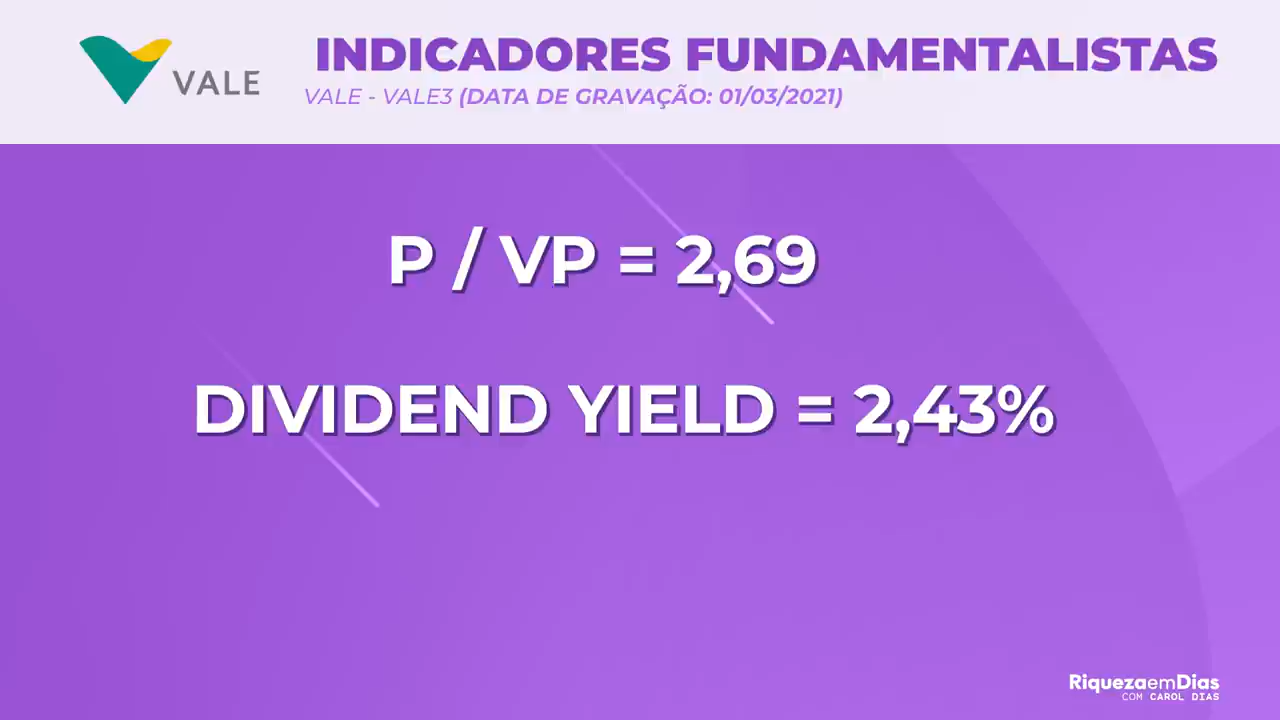 VALE
INDICADORES FUNDAMENTALISTAS
VALE - VALE3 (DATA DE GRAVAÇÃO: 01/03/2021)
P / VP = 2,69
DIVIDEND YIELD = 2,43%
RiquezaemDias
COM CAROL DIAS